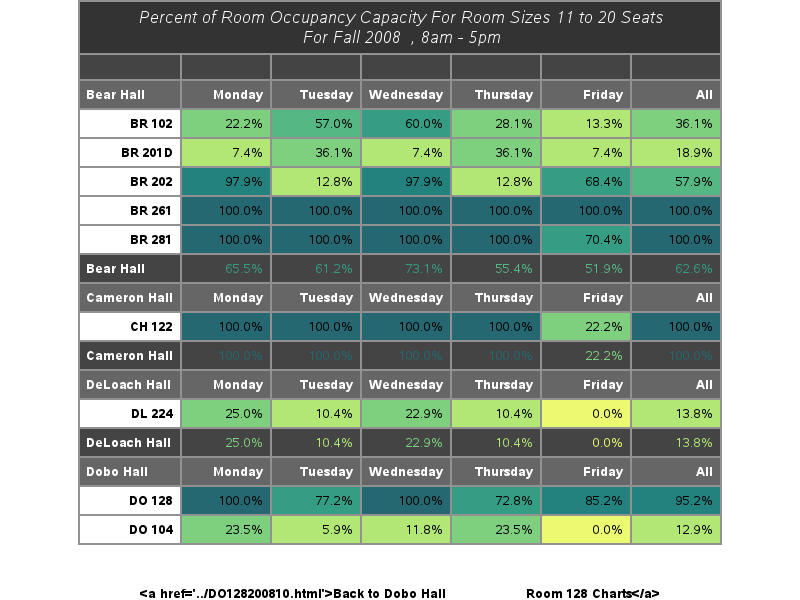 Percent of Room Occupancy Capacity For Room Sizes 11 to 20 Seats
For Fall 2008 , 8am - 5pm
Bear Hall Monday Tuesday Wednesday Thursday Friday All
BR 102 22.2% 57.0% 60.0% 28.1% 13.3% 36.1%
BR 201D 7.4% 36.1% 7.4% 36.1% 7.4% 18.9%
BR 202 97.9% 12.8% 97.9% 12.8% 68.4% 57.9%
BR 261 100.0% 100.0% 100.0% 100.0% 100.0% 100.0%
BR 281 100.0% 100.0% 100.0% 100.0% 70.4% 100.0%
Bear Hall 65.5% 61.2% 73.1% 55.4% 51.9% 62.6%
Cameron Hall Monday Tuesday Wednesday Thursday Friday All
CH 122 100.0% 100.0% 100.0% 100.0% 22.2% 100.0%
Cameron Hall 100.0% 100.0% 100.0% 100.0% 22.2% 100.0%
DeLoach Hall Monday Tuesday Wednesday Thursday Friday All
DL 224 25.0% 10.4% 22.9% 10.4% 0.0% 13.8%
DeLoach Hall 25.0% 10.4% 22.9% 10.4% 0.0% 13.8%
Dobo Hall Monday Tuesday Wednesday Thursday Friday All
DO 128 100.0% 77.2% 100.0% 72.8% 85.2% 95.2%
DO 104 23.5% 5.9% 11.8% 23.5% 0.0% 12.9%
<a href='../DO128200810.html'>Back to Dobo Hall Room 128 Charts</a>